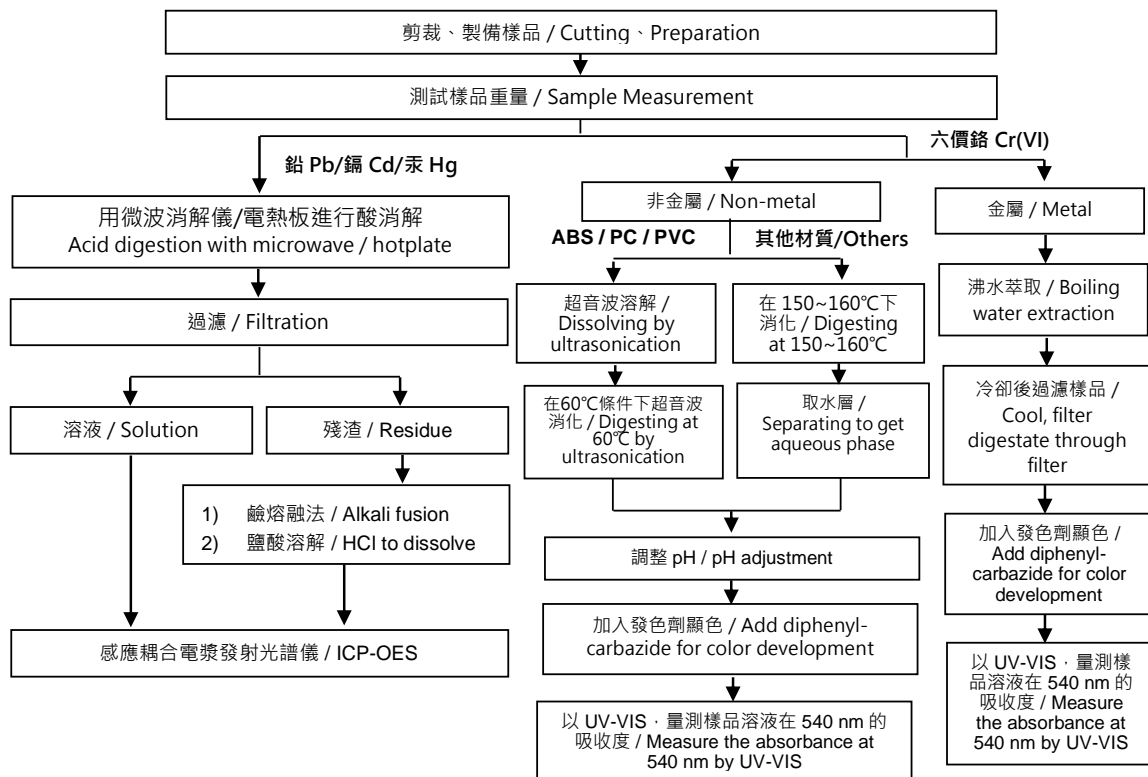 剪裁、製備樣品 / Cutting、Preparation
測試樣品重量 / Sample Measurement
六價鉻 Cr(VI)
鉛 Pb/鎘 Cd/汞 Hg
用微波消解儀/電熱板進行酸消解
Acid digestion with microwave / hotplate
過濾 / Filtration
溶液 / Solution
殘渣 / Residue
1) 鹼熔融法 / Alkali fusion
2) 鹽酸溶解 / HCl to dissolve
感應耦合電漿發射光譜儀 / ICP-OES
非金屬 / Non-metal
ABS / PC / PVC
其他材質/Others
超音波溶解 /
Dissolving by
ultrasonication
在60℃條件下超音波
消化 / Digesting at
60℃ by
ultrasonication
在 150~160℃下
消化 / Digesting
at 150~160℃
取水層 /
Separating to get
aqueous phase
調整 pH / pH adjustment
加入發色劑顯色 / Add diphenyl-
carbazide for color development
以 UV-VIS，量測樣品溶液在 540 nm 的
吸收度 / Measure the absorbance at
540 nm by UV-VIS
金屬 / Metal
沸水萃取 / Boiling
water extraction
冷卻後過濾樣品 /
Cool, filter
digestate through
filter
加入發色劑顯色 /
Add diphenyl-
carbazide for color
development
以 UV-VIS，量測樣
品溶液在 540 nm 的
吸收度 / Measure
the absorbance at
540 nm by UV-VIS